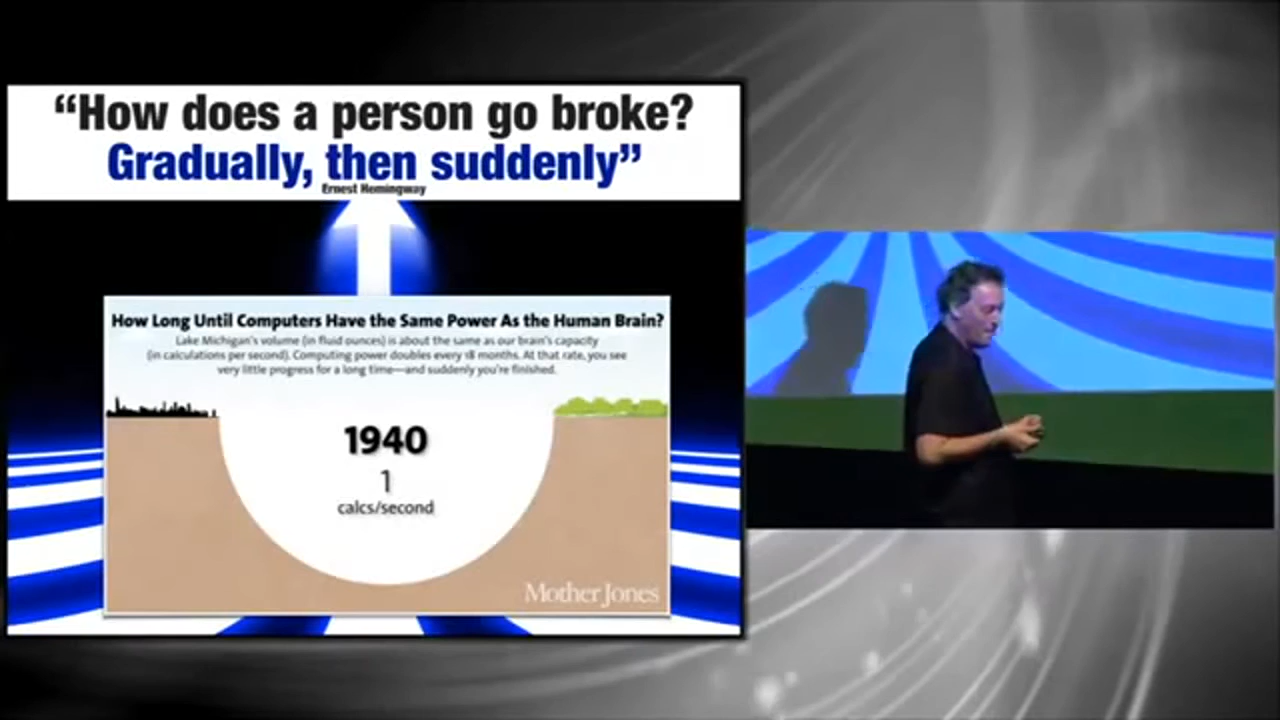 “How does a person go broke?
Gradually, then suddenly”
Ernest Hemingway
How Long Until Computers Have the Same Power As the Human Brain?
Lake Michigan's volume (in fluid ounces) is about the same as our brain's capacity
(in calculations per second). Computing power doubles every 18 months. At that rate, you see
very little progress for a long time—and suddenly you're finished.
1940
1
calcs/second
Mother Jones